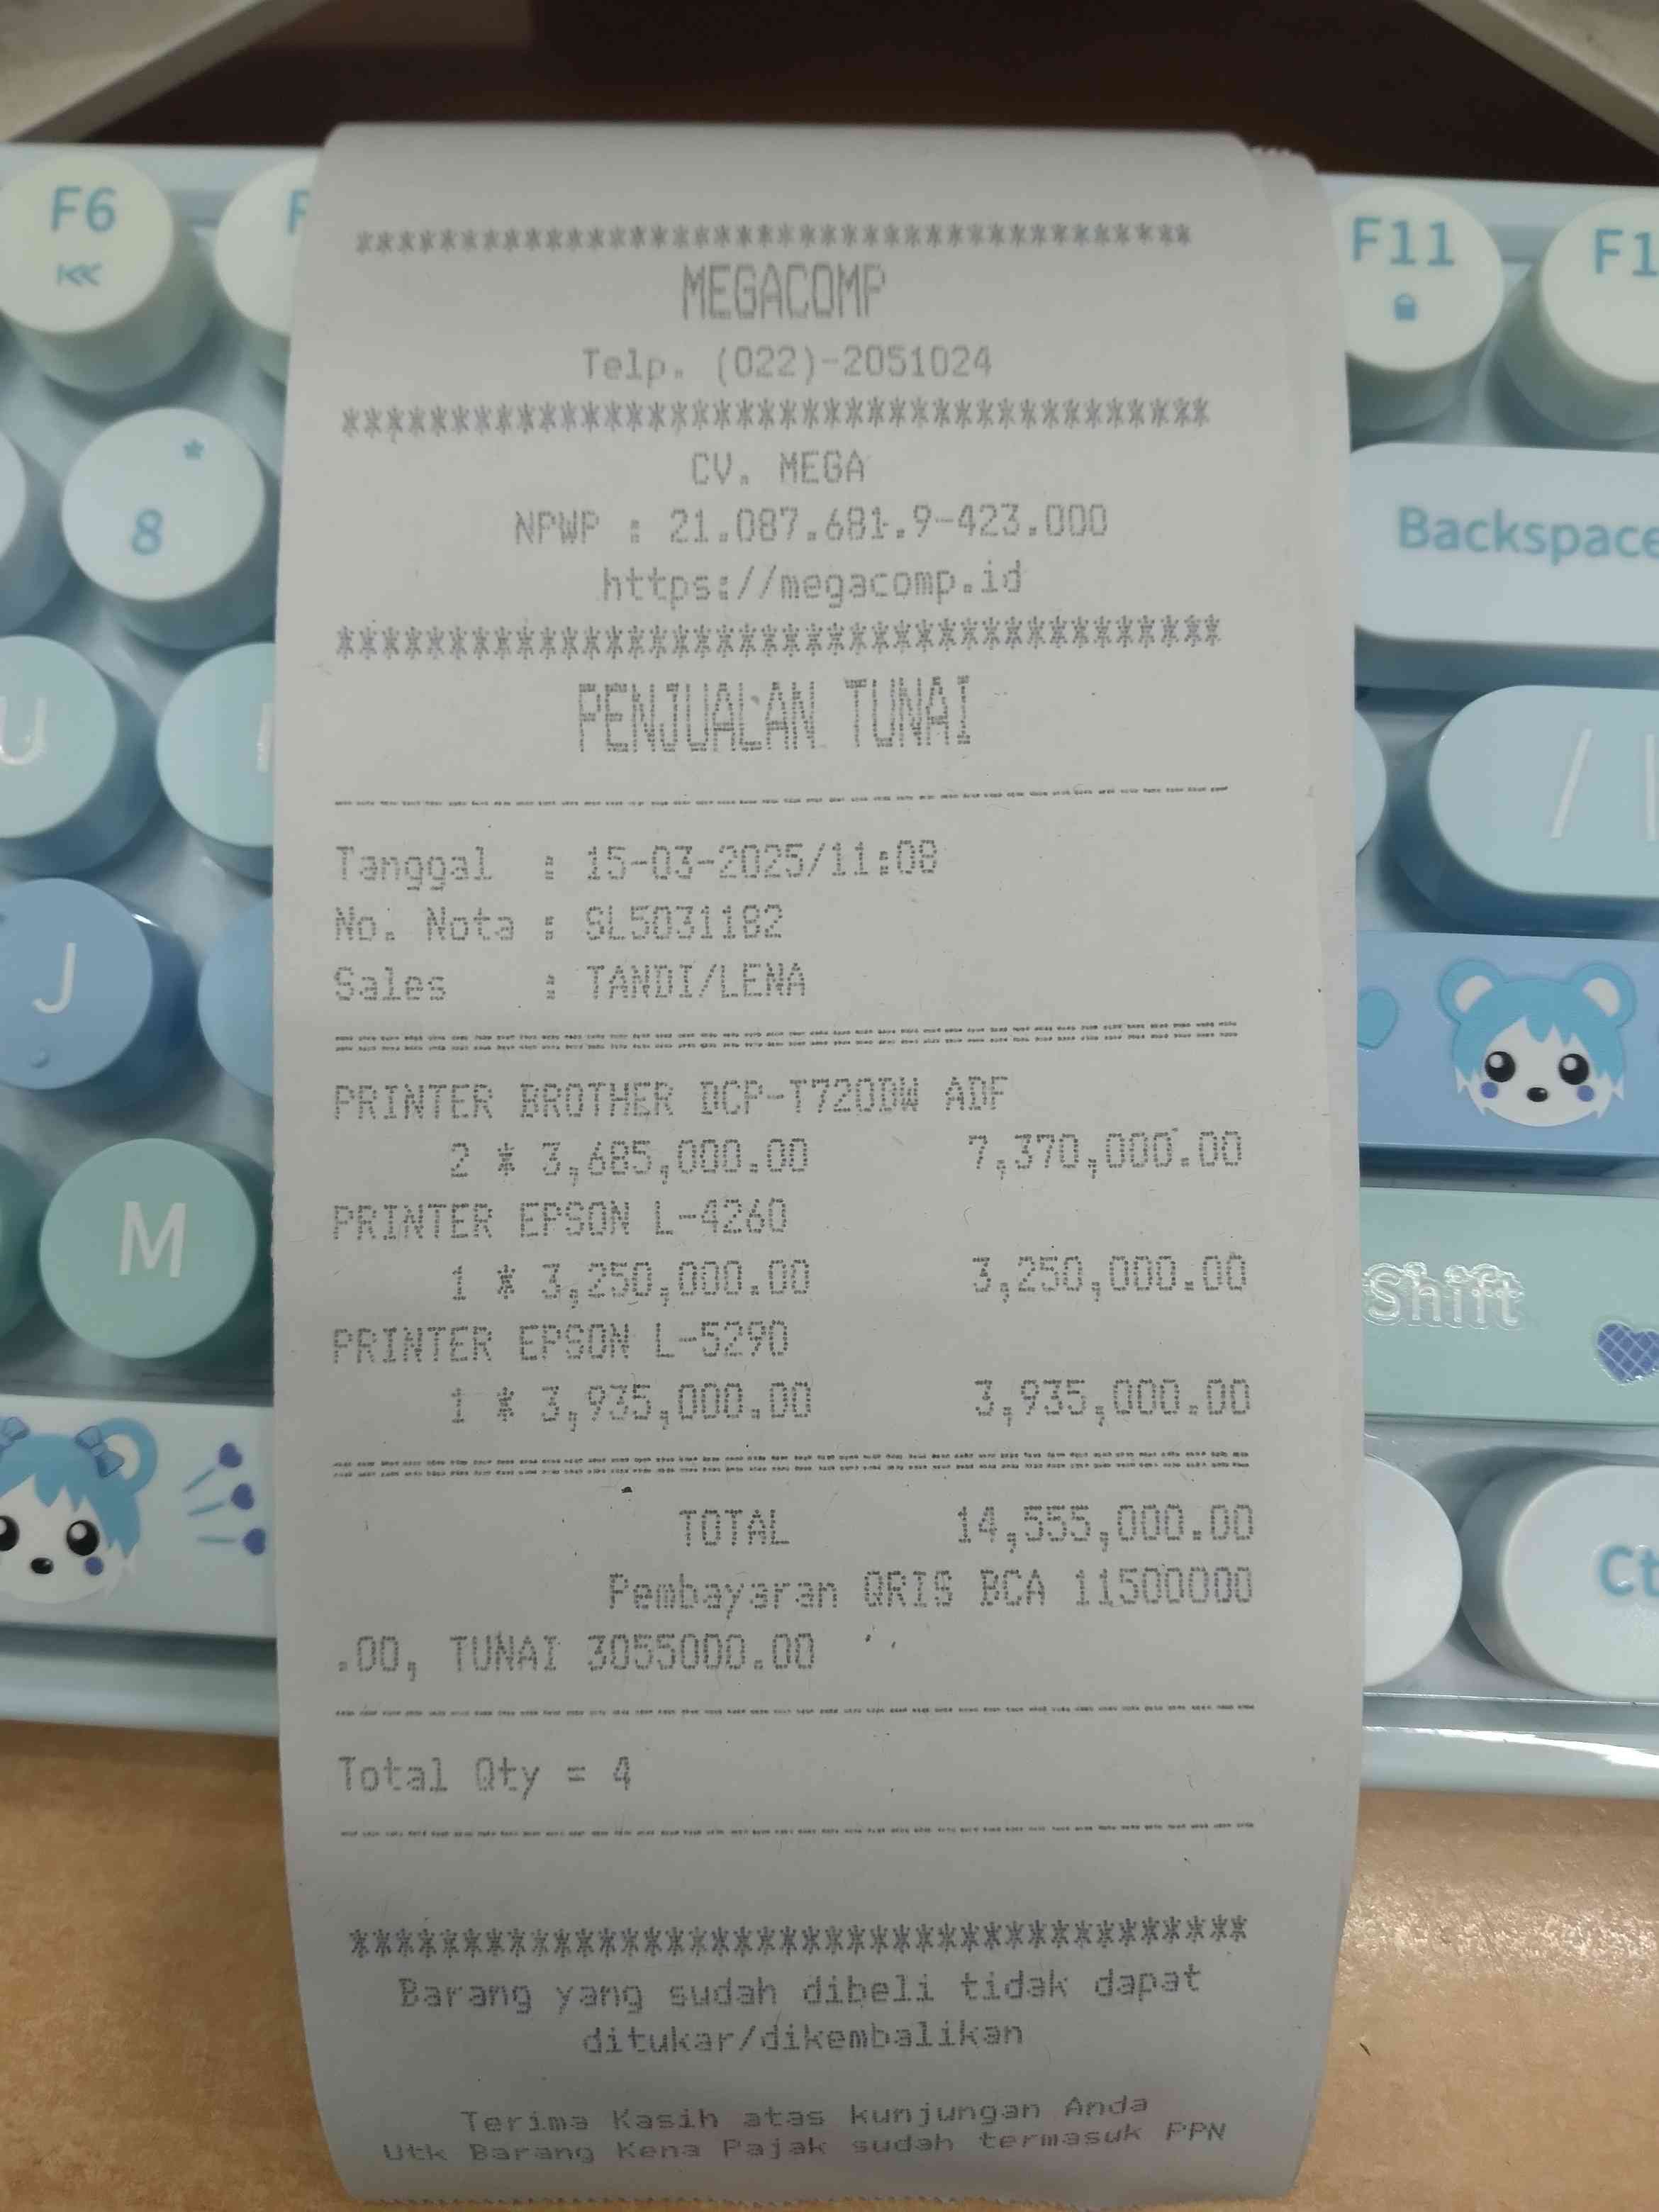 ************************************
MEGACOMP
Telp. (022)-2051024
************************************
CV. MEGA
NPWP : 21.087.681.9-423.000
https://megacomp.id
************************************
PENJUALAN TUNAI
Tanggal : 15-03-2025/11:08
No. Nota : SL5031182
Sales : TANDI/LENA
PRINTER BROTHER DCP-T720DW ADF
2 * 3,685,000.00 7,370,000.00
PRINTER EPSON L-4260
1 * 3,250,000.00 3,250,000.00
PRINTER EPSON L-5290
1 * 3,935,000.00 3,935,000.00
TOTAL 14,555,000.00
Pembayaran QRIS BCA 11500000
.00, TUNAI 3055000.00
Total Qty = 4
************************************
Barang yang sudah dibeli tidak dapat
ditukar/dikembalikan
Terima Kasih atas kunjungan Anda
Utk Barang Kena Pajak sudah termasuk PPN
F6
F11
8
Backspace
U
J
M
Shift